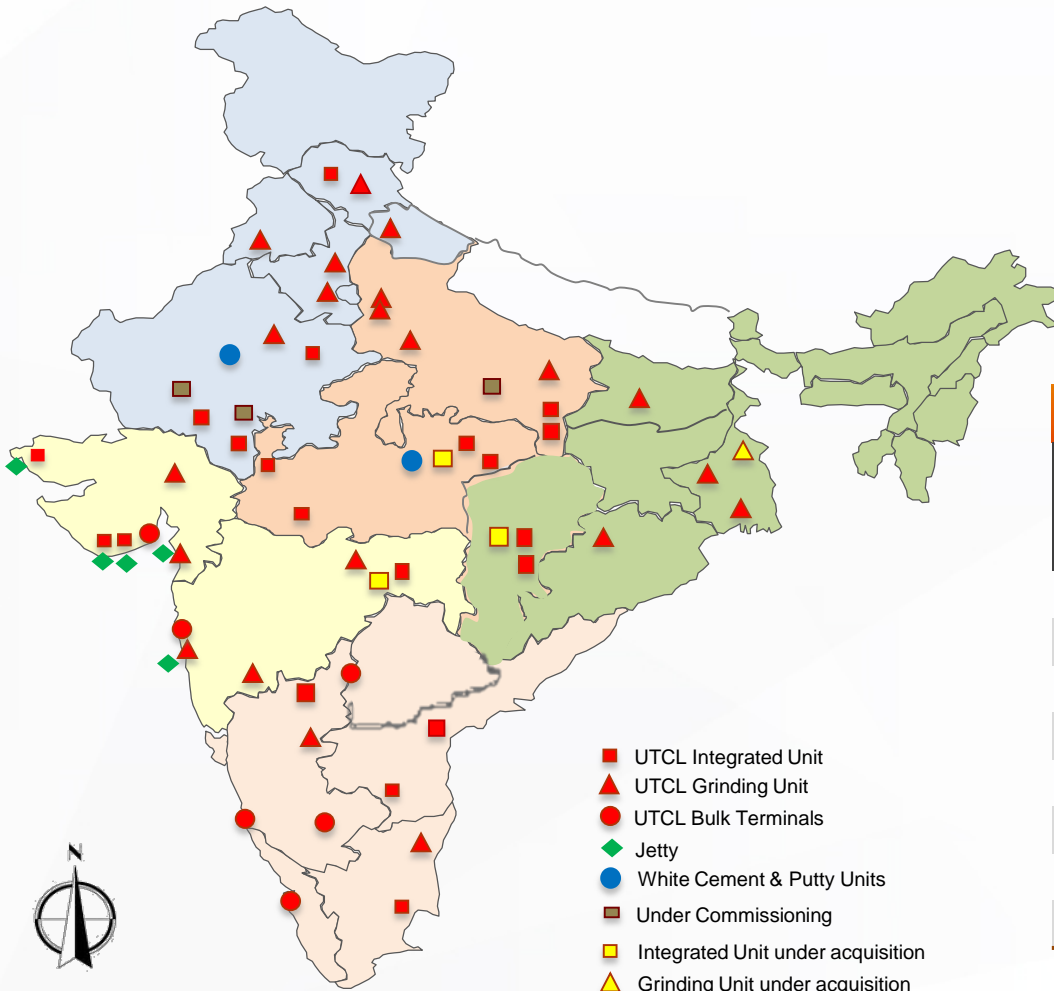 N
UTCL Integrated Unit
UTCL Grinding Unit
UTCL Bulk Terminals
Jetty
White Cement & Putty Units
Under Commissioning
Integrated Unit under acquisition
Grinding Unit under acquisition